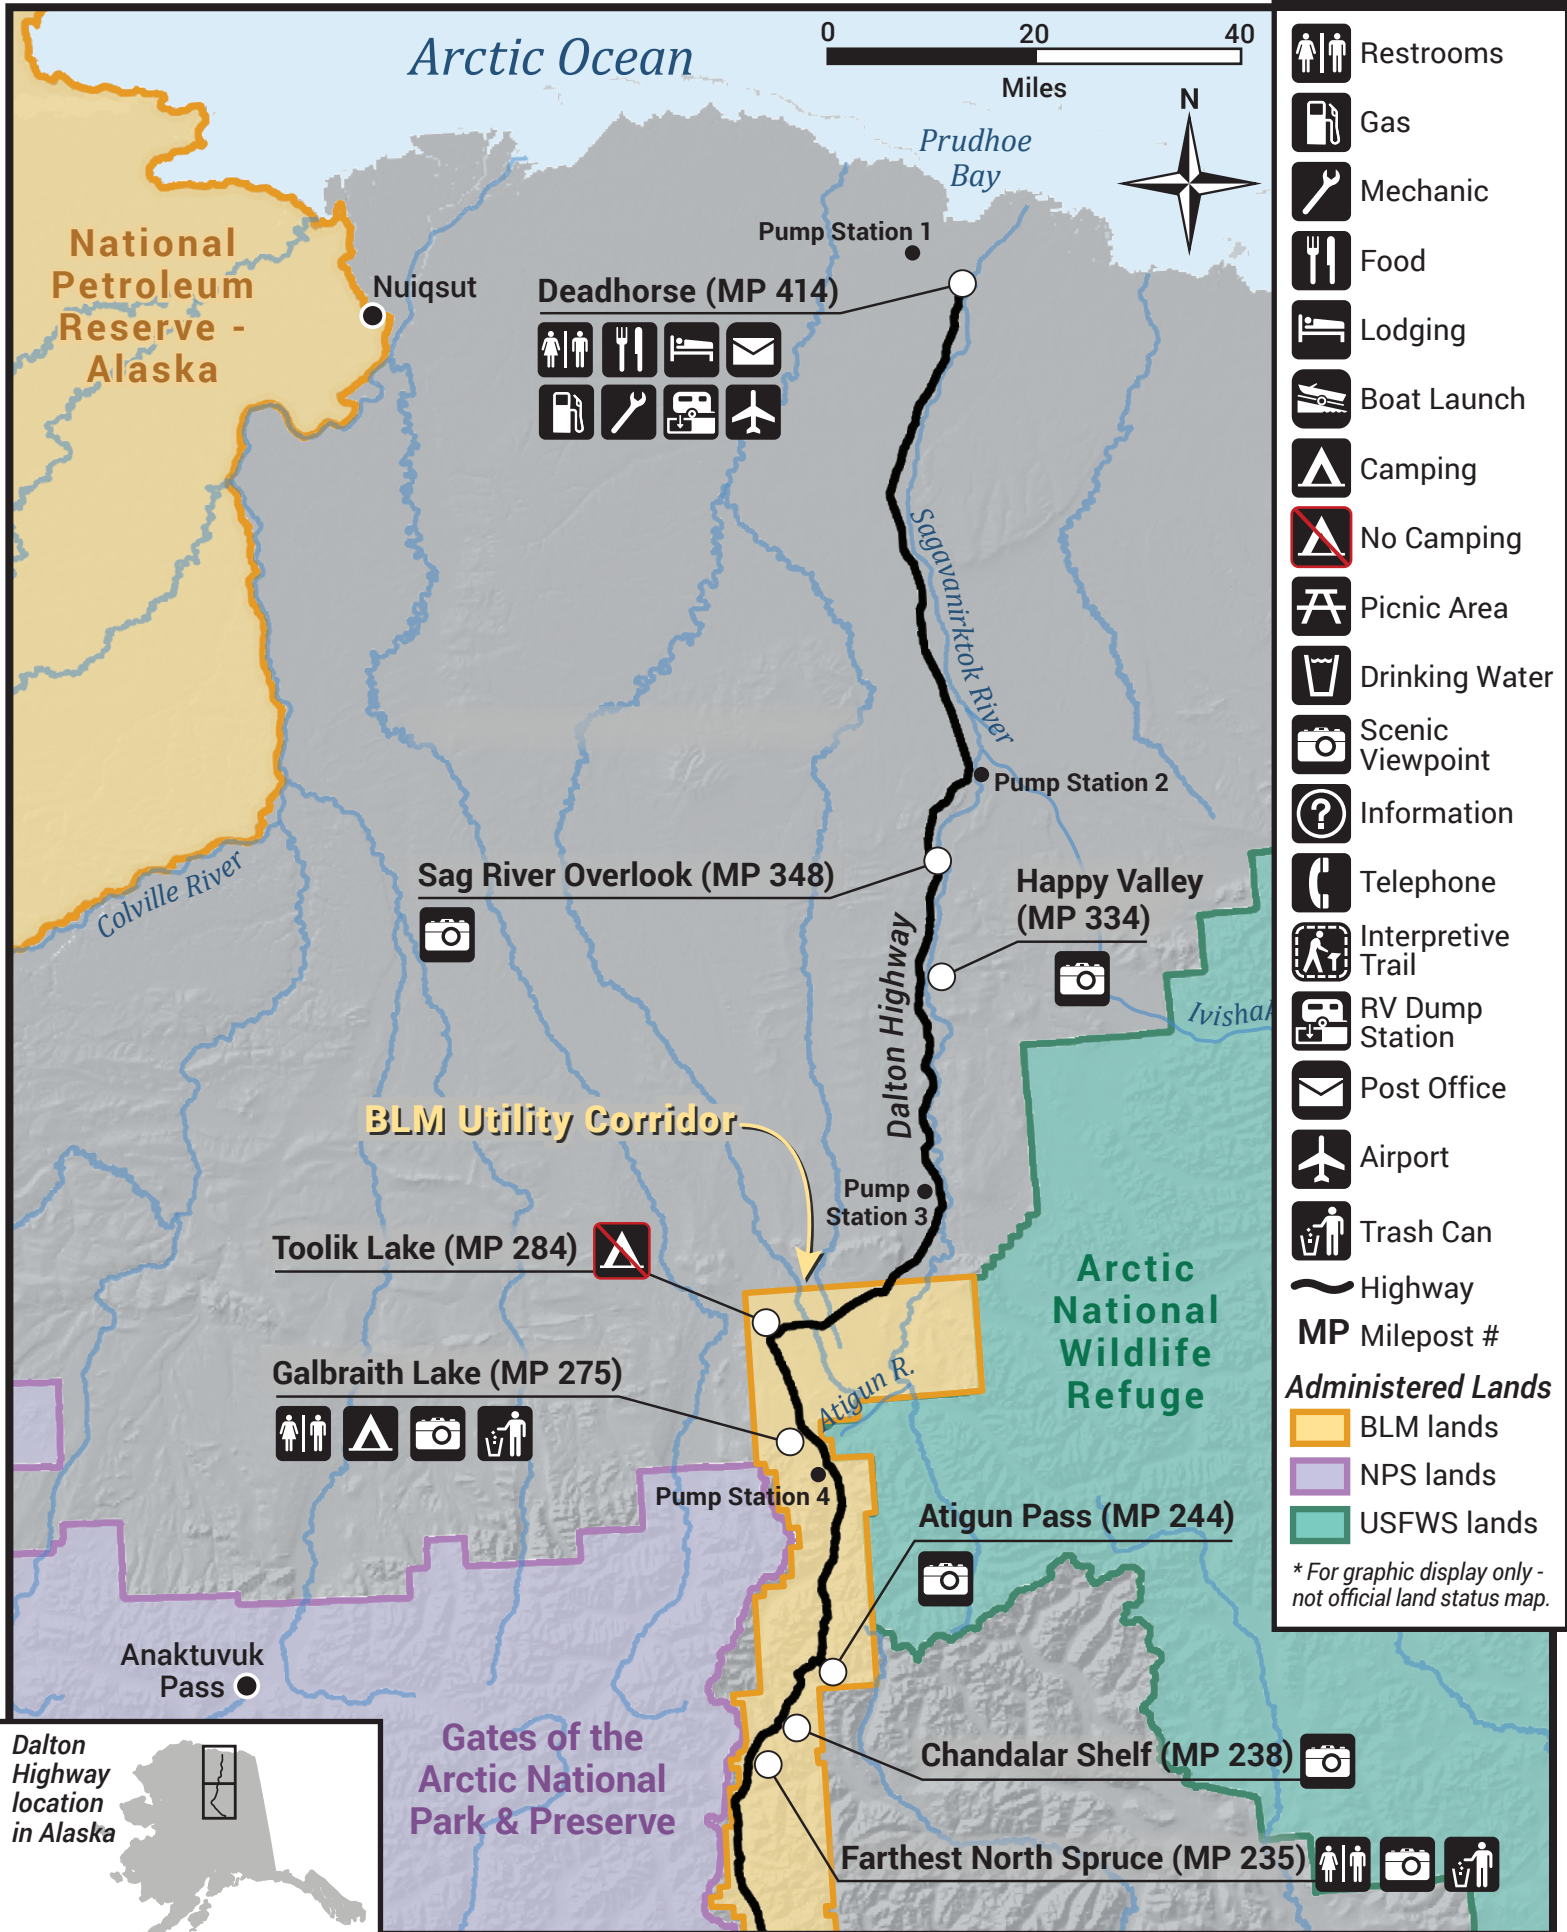 Arctic Ocean
0 20 40
Miles
N
Prudhoe
Bay
Pump Station 1
National
Petroleum
Reserve -
Alaska
Nuiqsut
Deadhorse (MP 414)
Sagavanirktok River
Pump Station 2
Sag River Overlook (MP 348)
Colville River
Happy Valley
(MP 334)
Dalton Highway
BLM Utility Corridor
Pump
Station 3
Toolik Lake (MP 284)
Arctic
National
Wildlife
Refuge
Galbraith Lake (MP 275)
Atigun R.
Pump Station 4
Atigun Pass (MP 244)
Anaktuvuk
Pass
Gates of the
Arctic National
Park & Preserve
Chandalar Shelf (MP 238)
Farthest North Spruce (MP 235)
Dalton
Highway
location
in Alaska
Restrooms
Gas
Mechanic
Food
Lodging
Boat Launch
Camping
No Camping
Picnic Area
Drinking Water
Scenic
Viewpoint
? Information
Telephone
Interpretive
Trail
RV Dump
Station
Post Office
Airport
Trash Can
Highway
MP Milepost #
Administered Lands
BLM lands
NPS lands
USFWS lands
* For graphic display only -
not official land status map.